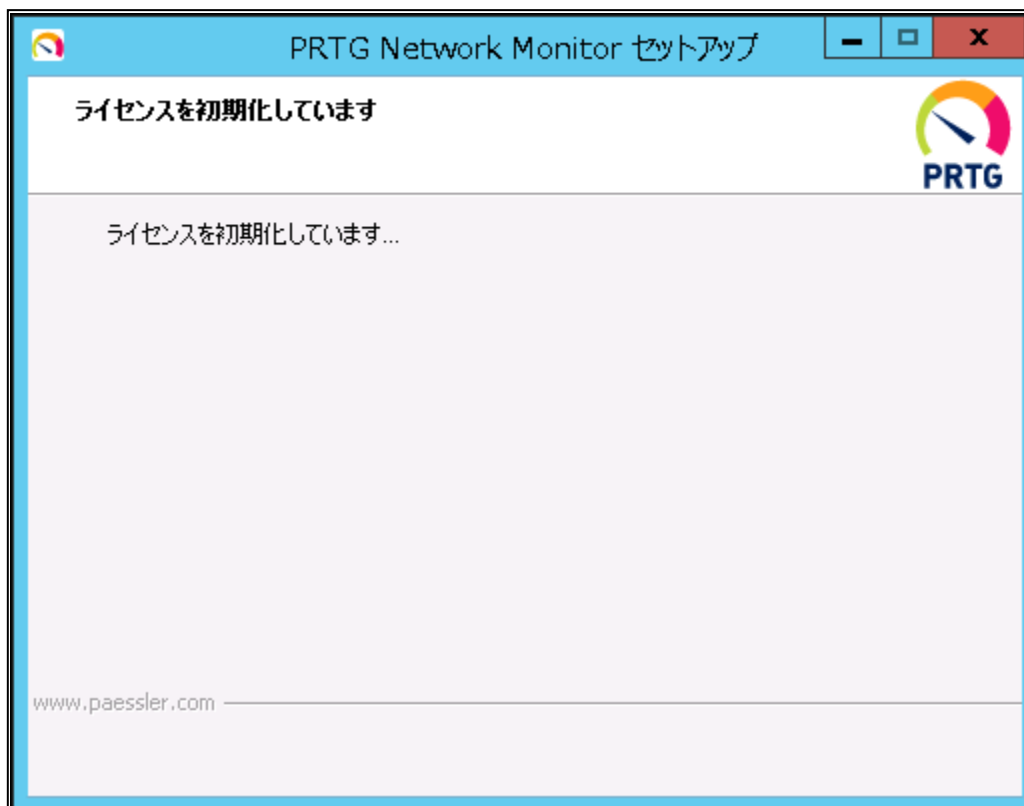 PRTG Network Monitor セットアップ
ライセンスを初期化しています
PRTG
ライセンスを初期化しています...
www.paessler.com